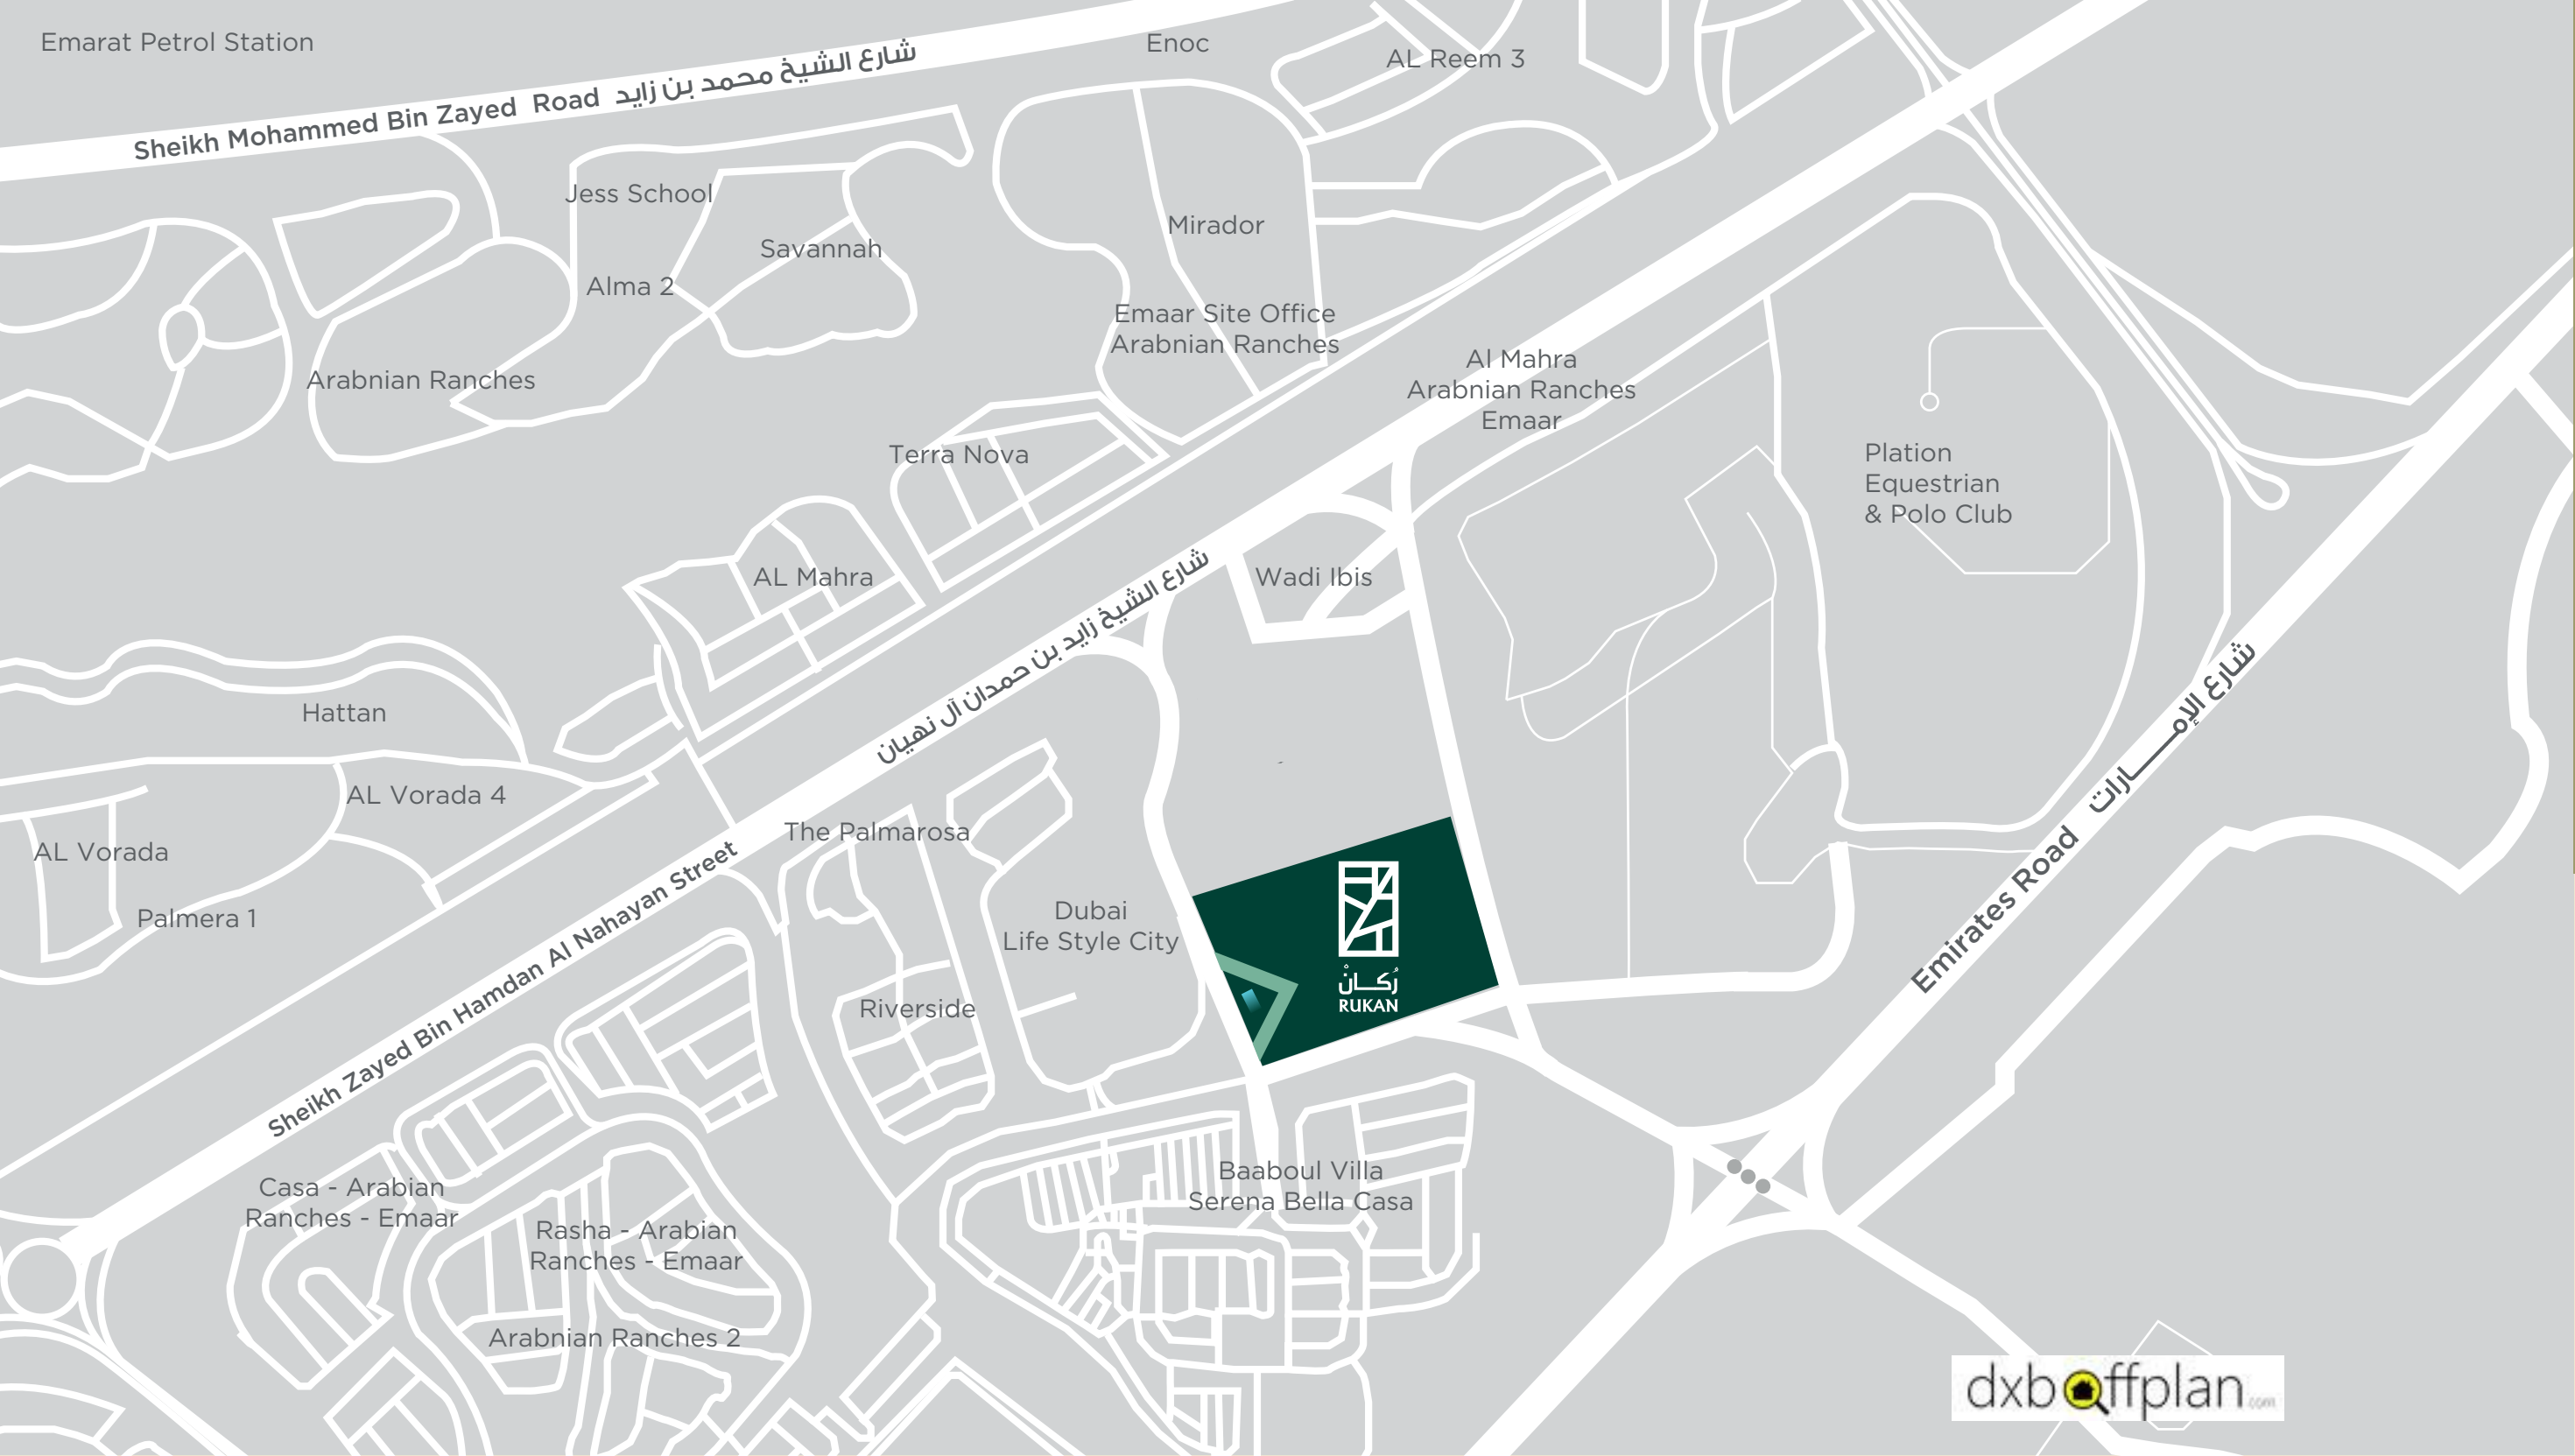 Emarat Petrol Station
Enoc
AL Reem 3
Sheikh Mohammed Bin Zayed Road شارع الشيخ محمد بن زايد
Jess School
Mirador
Savannah
Alma 2
Emaar Site Office
Arabnian Ranches
Al Mahra
Arabnian Ranches
Emaar
Arabnian Ranches
Terra Nova
Plation
Equestrian
& Polo Club
AL Mahra
Wadi Ibis
شارع الشيخ زايد بن حمدان آل نهيان
Hattan
شارع الإمـــارات
AL Vorada 4
The Palmarosa
AL Vorada
Palmera 1
Sheikh Zayed Bin Hamdan Al Nahayan Street
Dubai
Life Style City
Emirates Road
رُكـانْ
RUKAN
Riverside
Baaboul Villa
Serena Bella Casa
Casa - Arabian
Ranches - Emaar
Rasha - Arabian
Ranches - Emaar
Arabnian Ranches 2
dxboffplan.com